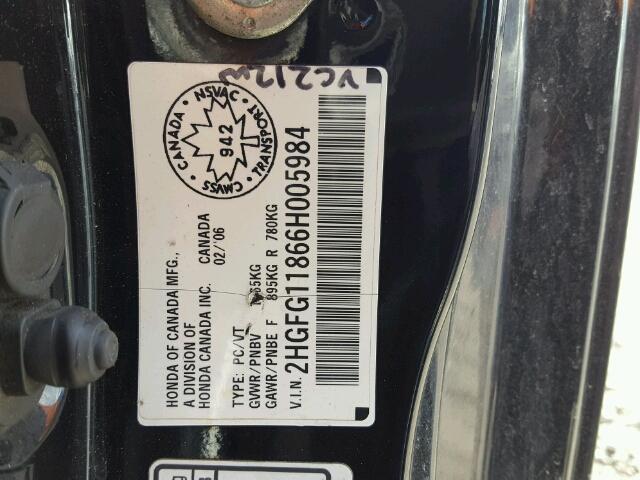 VC212W
CANADA · NSVAC ·
942
CMVSS · TRANSPORT
HONDA OF CANADA MFG.,
A DIVISION OF
HONDA CANADA INC. CANADA
02/'06
TYPE: PC/VT
GVWR/PNBV
GAWR/PNBE F 895KG R 780KG
V.I.N. 2HGFG11866H005984